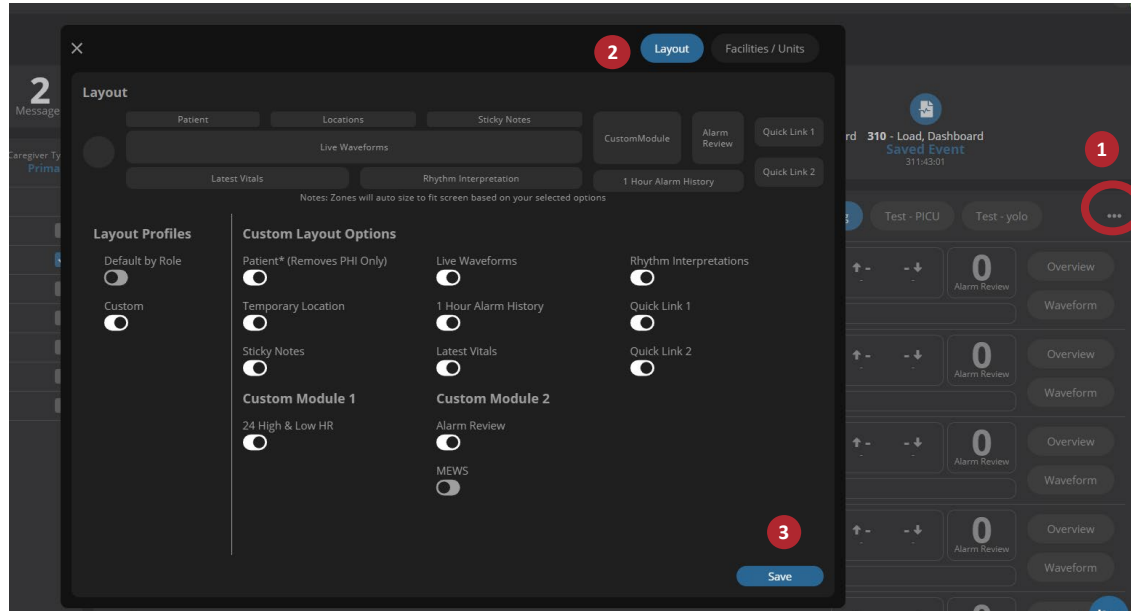 2
Layout
Facilities / Units
Layout
2
Message
Patient
Locations
Sticky Notes
CustomModule
Alarm
Review
Quick Link 1
Live Waveforms
Latest Vitals
Rhythm Interpretation
1 Hour Alarm History
Quick Link 2
Notes: Zones will auto size to fit screen based on your selected options
rd 310 - Load, Dashboard
Saved Event
311:43:01
1
Caregiver Ty
Prima
g
Test - PICU
Test - yolo
...
Layout Profiles
Default by Role
Custom
Custom Layout Options
Patient* (Removes PHI Only)
Live Waveforms
Rhythm Interpretations
Temporary Location
1 Hour Alarm History
Quick Link 1
Sticky Notes
Latest Vitals
Quick Link 2
Custom Module 1
Custom Module 2
24 High & Low HR
Alarm Review
MEWS
3
Save
0
Alarm Review
Overview
Waveform
0
Alarm Review
Overview
Waveform
0
Alarm Review
Overview
Waveform
0
Alarm Review
Overview
Waveform